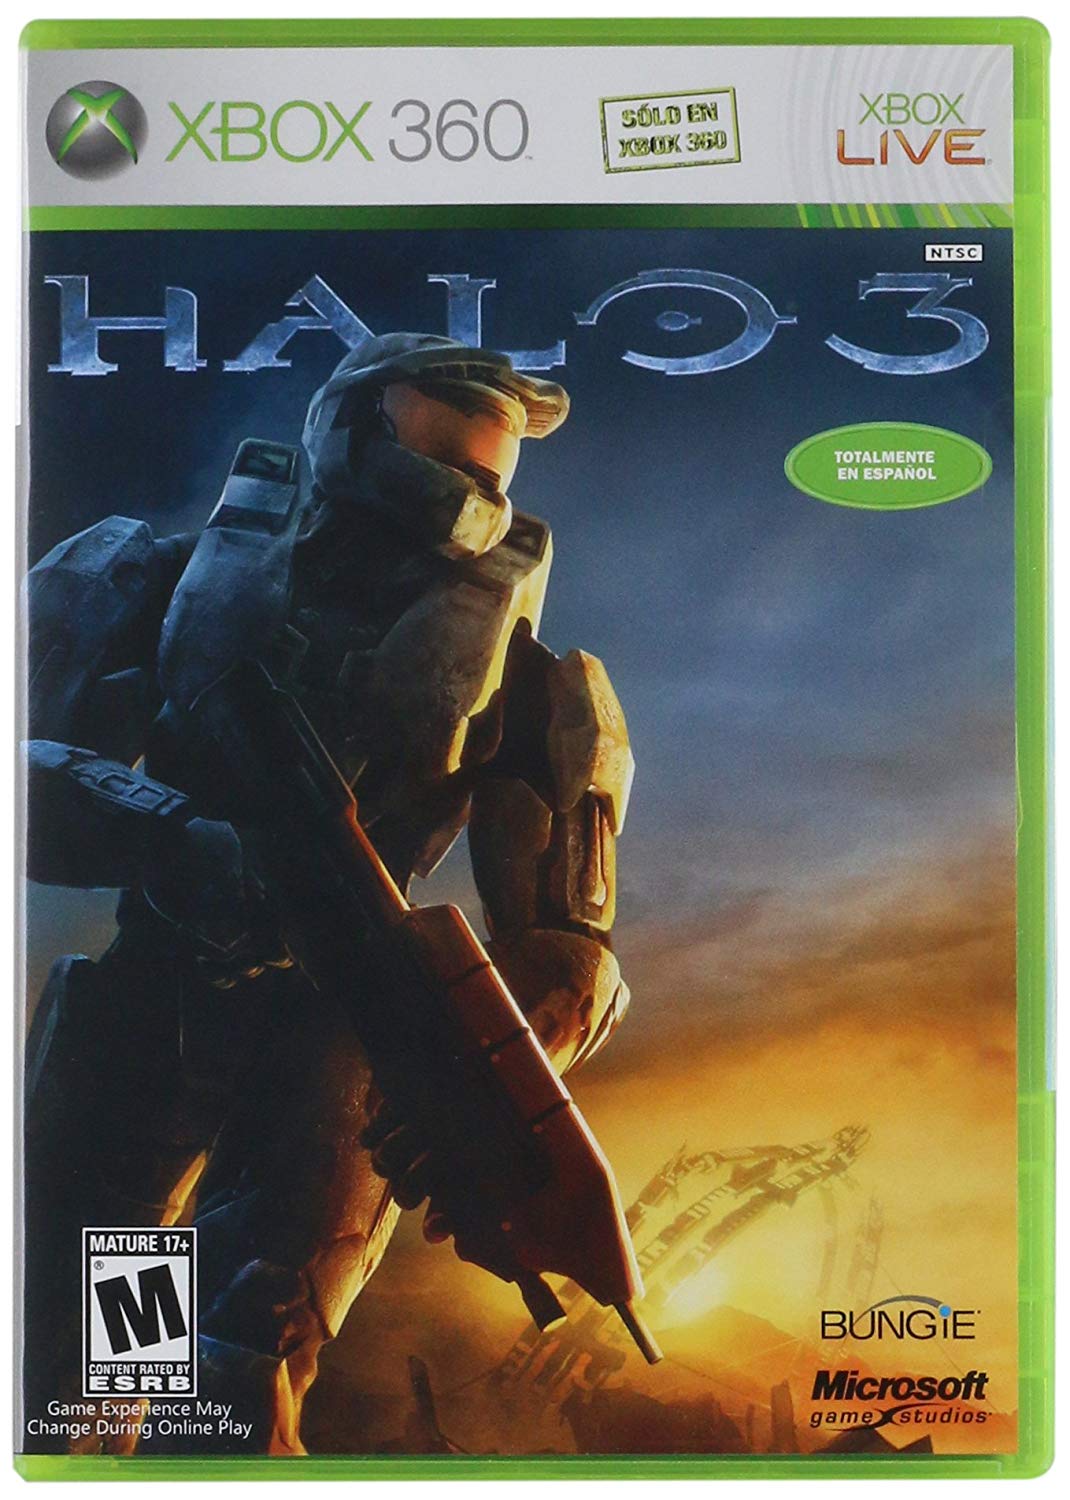 XBOX 360
SÓLO EN
XBOX 360
XBOX
LIVE
NTSC
HALO 3
TOTALMENTE
EN ESPAÑOL
MATURE 17+
M
®
CONTENT RATED BY
ESRB
Game Experience May
Change During Online Play
BUNGiE
Microsoft
game studios